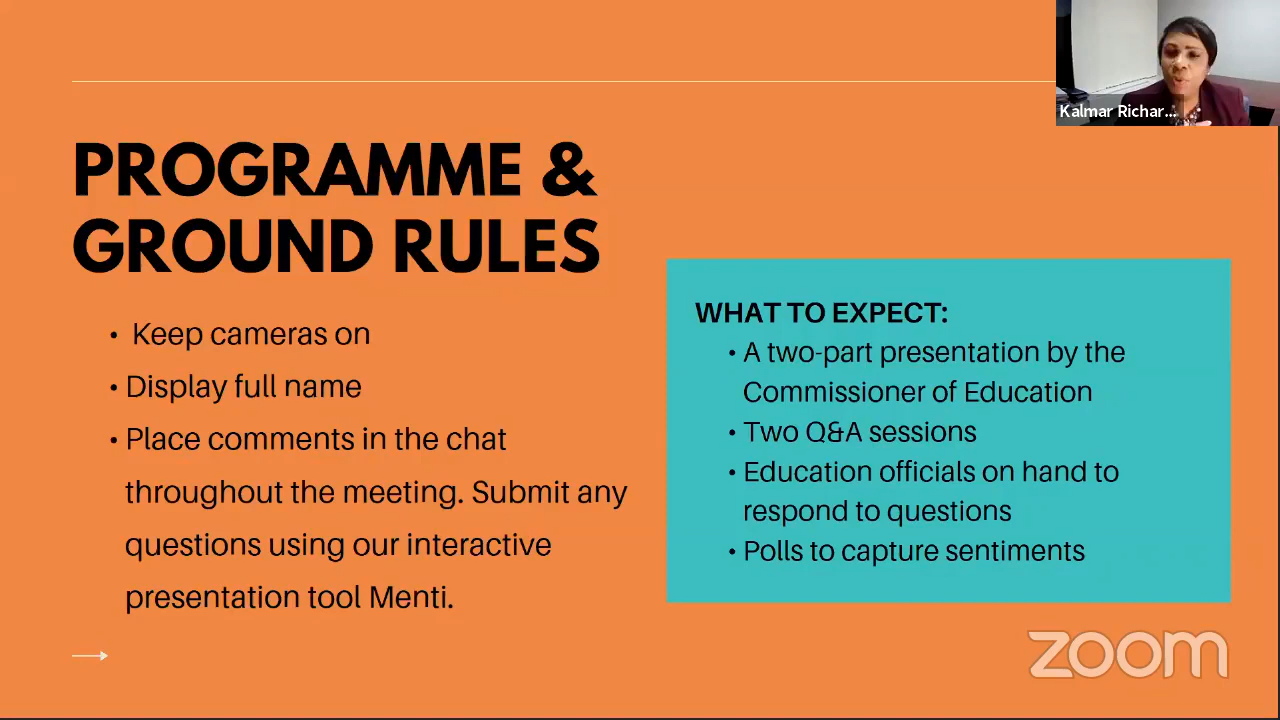 Kalmar Richar...
PROGRAMME &
GROUND RULES
• Keep cameras on
• Display full name
• Place comments in the chat
throughout the meeting. Submit any
questions using our interactive
presentation tool Menti.
WHAT TO EXPECT:
• A two-part presentation by the
Commissioner of Education
• Two Q&A sessions
• Education officials on hand to
respond to questions
• Polls to capture sentiments
zoom